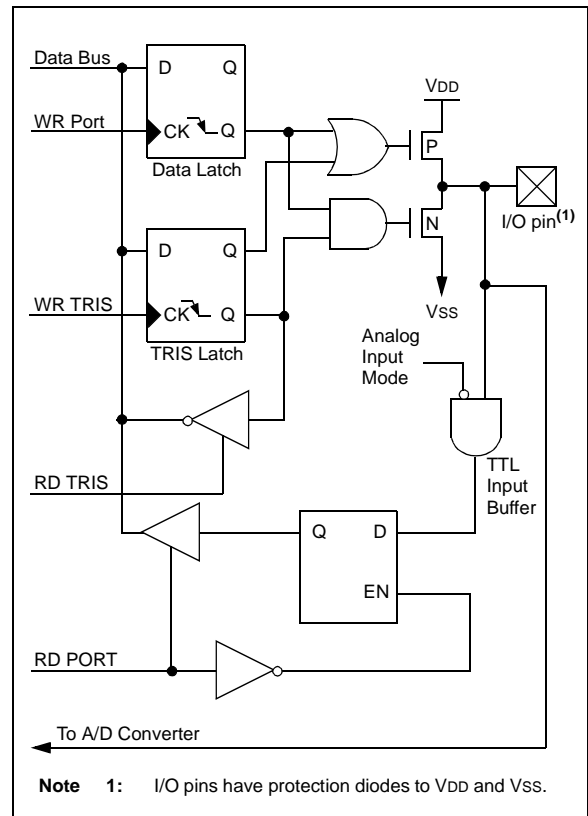 Data Bus
D Q
VDD
WR Port
CK Q
P
Data Latch
I/O pin(1)
N
D Q
WR TRIS
CK Q
VSS
TRIS Latch
Analog
Input
Mode
RD TRIS
TTL
Input
Buffer
Q D
EN
RD PORT
To A/D Converter
Note 1: I/O pins have protection diodes to VDD and VSS.